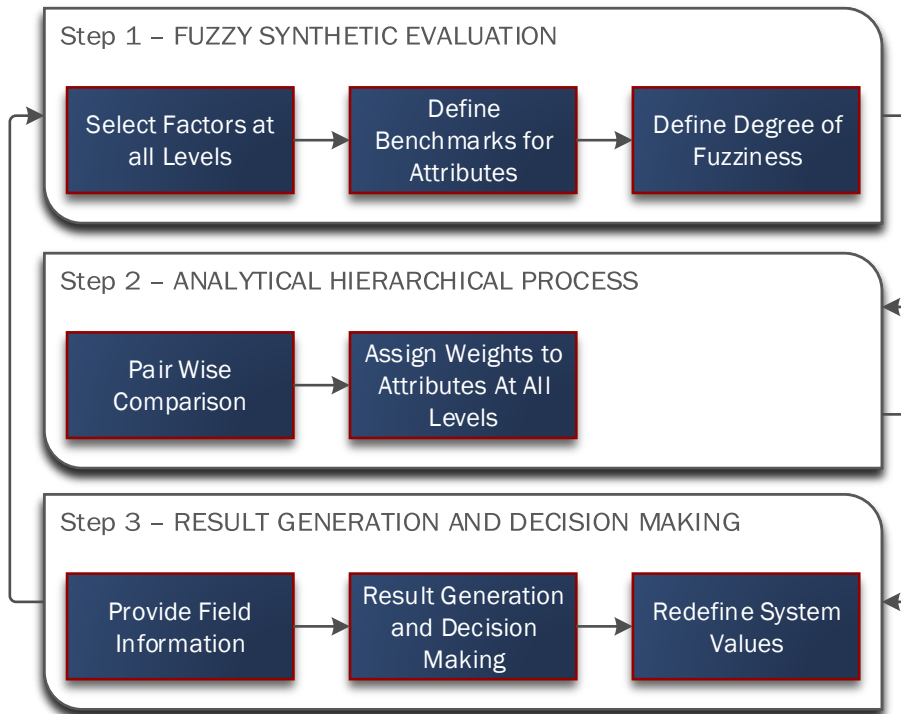 Step 1 – FUZZY SYNTHETIC EVALUATION
Select Factors at
all Levels
Define
Benchmarks for
Attributes
Define Degree of
Fuzziness
Step 2 – ANALYTICAL HIERARCHICAL PROCESS
Pair Wise
Comparison
Assign Weights to
Attributes At All
Levels
Step 3 – RESULT GENERATION AND DECISION MAKING
Provide Field
Information
Result Generation
and Decision
Making
Redefine System
Values